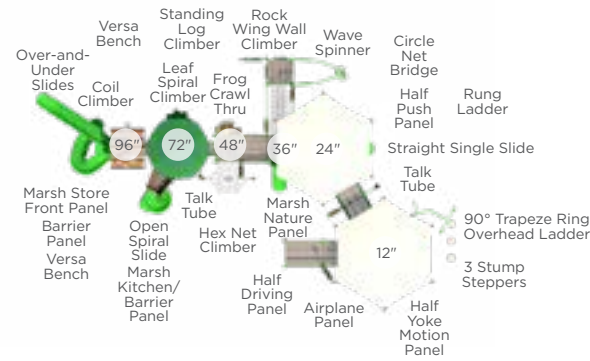 Versa
Bench
Standing
Log
Climber
Rock
Wing Wall
Climber
Wave
Spinner
Circle
Net
Bridge
Over-and-
Under
Slides
Coil
Climber
Leaf
Spiral
Climber
Frog
Crawl
Thru
Half
Push
Panel
Rung
Ladder
96"
72"
48"
36"
24"
Straight Single Slide
Talk
Tube
Marsh Store
Front Panel
Barrier
Panel
Versa
Bench
Open
Spiral
Slide
Marsh
Kitchen/
Barrier
Panel
Talk
Tube
Hex Net
Climber
Marsh
Nature
Panel
90° Trapeze Ring
Overhead Ladder
3 Stump
Steppers
12"
Half
Driving
Panel
Airplane
Panel
Half
Yoke
Motion
Panel